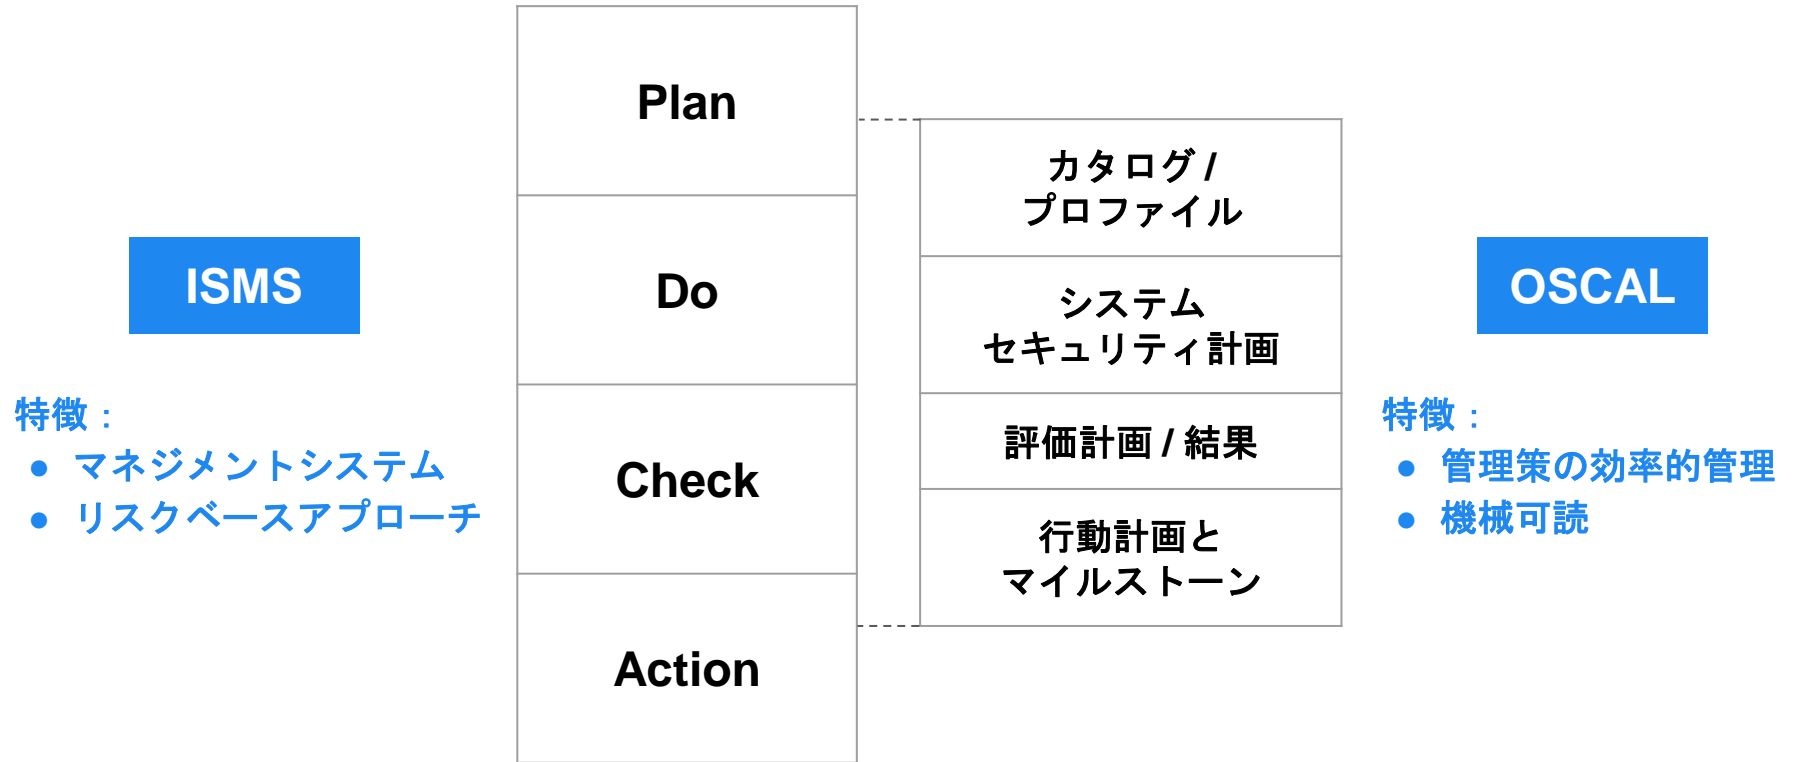 ISMS
特徴：
● マネジメントシステム
● リスクベースアプローチ
Plan
Do
Check
Action
カタログ /
プロファイル
システム
セキュリティ計画
評価計画 / 結果
行動計画と
マイルストーン
OSCAL
特徴：
● 管理策の効率的管理
● 機械可読